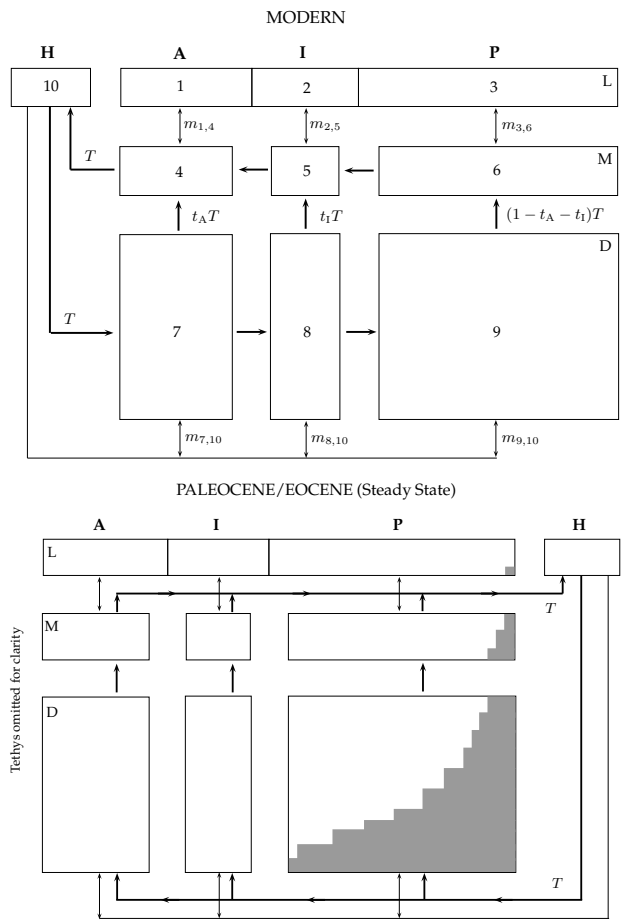 MODERN
H A I P
10 1 2 3 L
m1,4 m2,5 m3,6
T 4 5 6 M
tAT tIT (1 − tA − tI)T
D
T 7 8 9
m7,10 m8,10 m9,10
PALEOCENE/EOCENE (Steady State)
A I P H
L
T
M
D
Tethys omitted for clarity
T